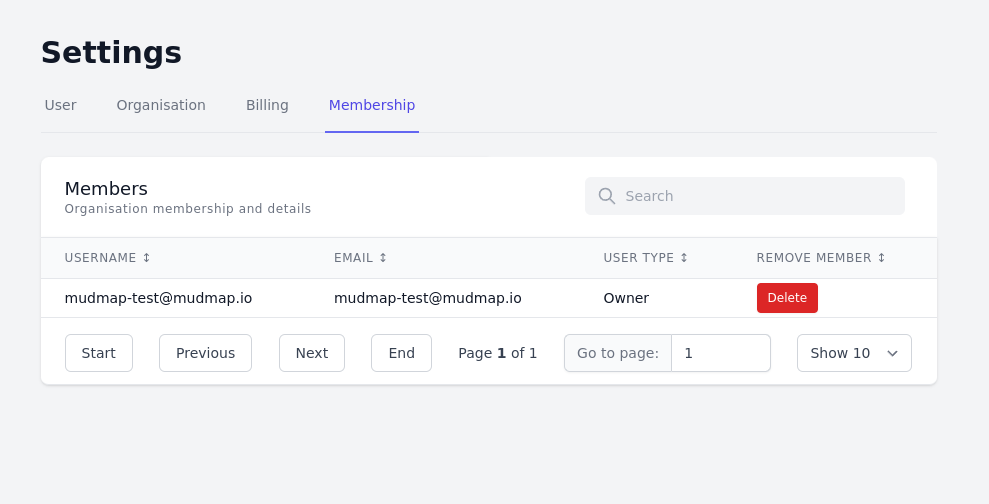 Settings
User Organisation Billing Membership
Members
Organisation membership and details
Search
USERNAME ↕ EMAIL ↕ USER TYPE ↕ REMOVE MEMBER ↕
mudmap-test@mudmap.io mudmap-test@mudmap.io Owner Delete
Start Previous Next End Page 1 of 1 Go to page: 1 Show 10